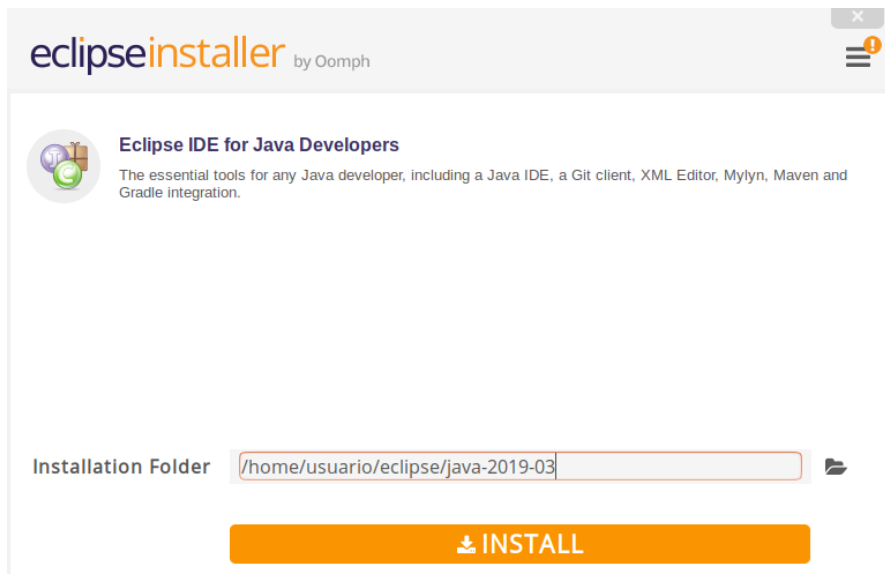 eclipseinstaller by Oomph
Eclipse IDE for Java Developers
The essential tools for any Java developer, including a Java IDE, a Git client, XML Editor, Mylyn, Maven and
Gradle integration.
Installation Folder /home/usuario/eclipse/java-2019-03
INSTALL